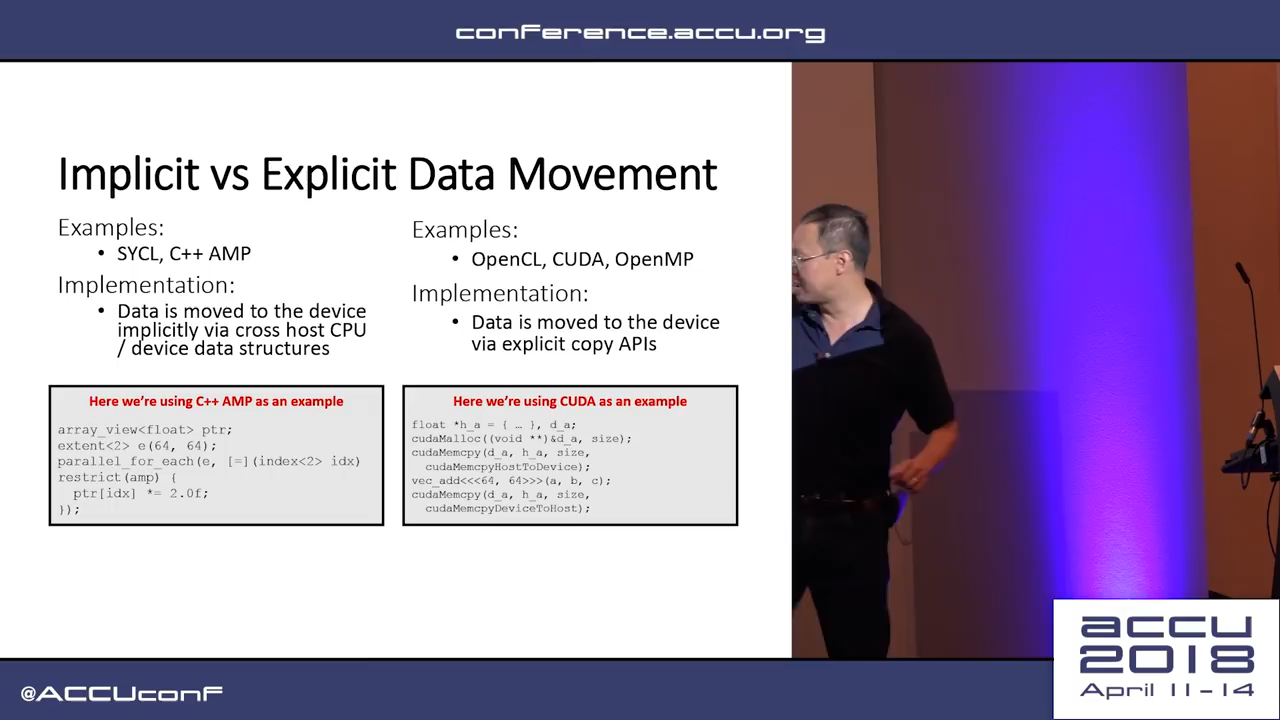 conference.accu.org
Implicit vs Explicit Data Movement
Examples:
• SYCL, C++ AMP
Implementation:
• Data is moved to the device
implicitly via cross host CPU
/ device data structures
Here we're using C++ AMP as an example
array_view<float> ptr;
extent<2> e(64, 64);
parallel_for_each(e, [=](index<2> idx)
restrict(amp) {
ptr[idx] *= 2.0f;
});
Examples:
• OpenCL, CUDA, OpenMP
Implementation:
• Data is moved to the device
via explicit copy APIs
Here we're using CUDA as an example
float *h_a = { … }, d_a;
cudaMalloc((void **)&d_a, size);
cudaMemcpy(d_a, h_a, size,
cudaMemcpyHostToDevice);
vec_add<<<64, 64>>>(a, b, c);
cudaMemcpy(d_a, h_a, size,
cudaMemcpyDeviceToHost);
@ACCUconf
accu
2018
April 11-14